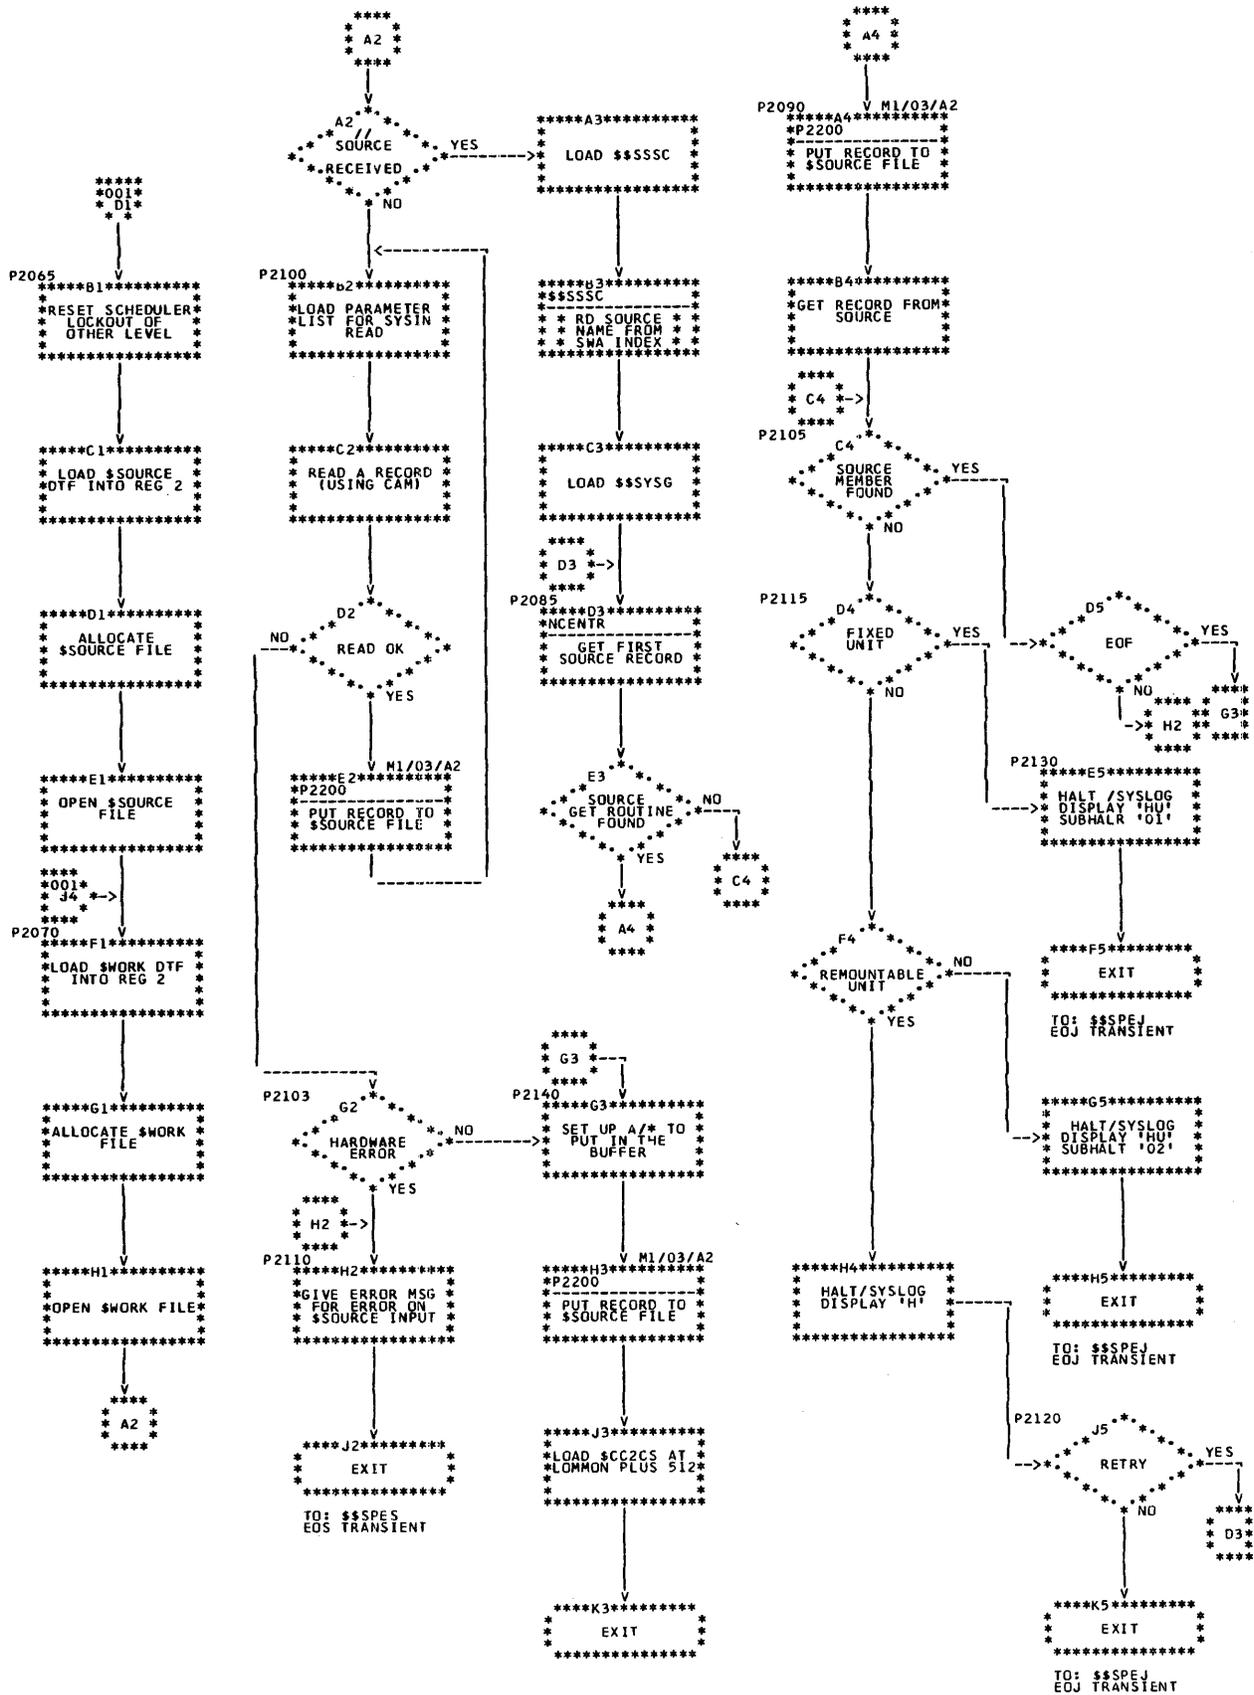 001
D1
P2065
B1
RESET SCHEDULER
LOCKOUT OF
OTHER LEVEL
C1
LOAD $SOURCE
DTF INTO REG 2
D1
ALLOCATE
$SOURCE FILE
E1
OPEN $SOURCE
FILE
001
J4
P2070
F1
LOAD $WORK DTF
INTO REG 2
G1
ALLOCATE $WORK
FILE
H1
OPEN $WORK FILE
A2
A2
A2
//
SOURCE
RECEIVED
YES
NO
P2100
B2
LOAD PARAMETER
LIST FOR SYSIN
READ
C2
READ A RECORD
(USING CAM)
D2
READ OK
NO
YES
M1/03/A2
E2
P2200
PUT RECORD TO
$SOURCE FILE
P2103
G2
HARDWARE
ERROR
NO
YES
H2
P2110
H2
GIVE ERROR MSG
FOR ERROR ON
$SOURCE INPUT
J2
EXIT
TO: $$SPES
EOS TRANSIENT
A3
LOAD $$SSSC
B3
$$SSSC
RD SOURCE
NAME FROM
SWA INDEX
C3
LOAD $$SYSG
D3
P2085
D3
NCENTR
GET FIRST
SOURCE RECORD
E3
SOURCE
GET ROUTINE
FOUND
NO
YES
C4
A4
G3
P2140
G3
SET UP A/* TO
PUT IN THE
BUFFER
M1/03/A2
H3
P2200
PUT RECORD TO
$SOURCE FILE
J3
LOAD $CC2CS AT
LOMMON PLUS 512
K3
EXIT
A4
P2090
M1/03/A2
A4
P2200
PUT RECORD TO
$SOURCE FILE
B4
GET RECORD FROM
SOURCE
C4
P2105
C4
SOURCE
MEMBER
FOUND
YES
NO
P2115
D4
FIXED
UNIT
YES
NO
F4
REMOUNTABLE
UNIT
NO
YES
H4
HALT/SYSLOG
DISPLAY 'H'
D5
EOF
YES
NO
H2
G3
P2130
E5
HALT /SYSLOG
DISPLAY 'HU'
SUBHALR '01'
F5
EXIT
TO: $$SPEJ
EOJ TRANSIENT
G5
HALT/SYSLOG
DISPLAY 'HU'
SUBHALT '02'
H5
EXIT
TO: $$SPEJ
EOJ TRANSIENT
P2120
J5
RETRY
YES
NO
D3
K5
EXIT
TO: $$SPEJ
EOJ TRANSIENT